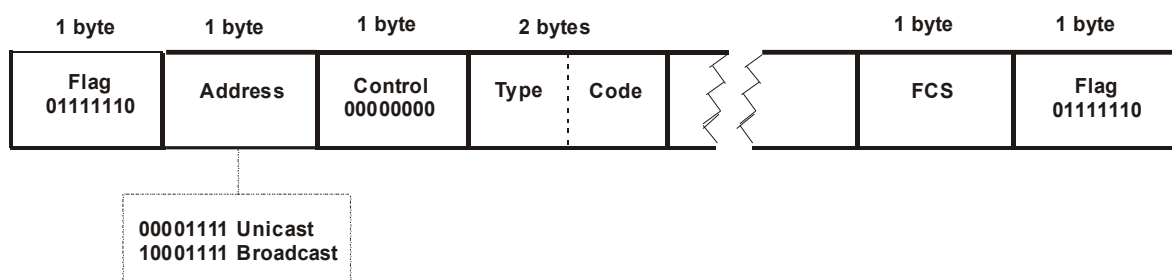 1 byte 1 byte 1 byte 2 bytes 1 byte 1 byte
Flag Address Control Type Code FCS Flag
01111110 00000000 01111110
00001111 Unicast
10001111 Broadcast